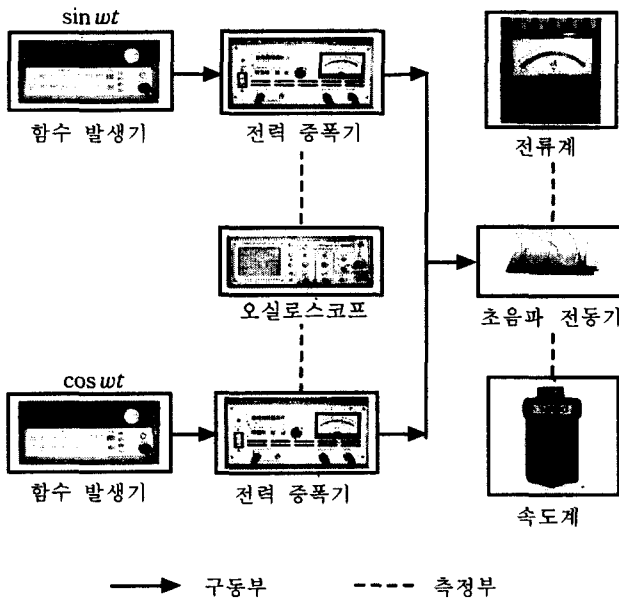 sin wt
함수 발생기
전력 증폭기
전류계
오실로스코프
초음파 전동기
cos wt
함수 발생기
전력 증폭기
속도계
구동부
측정부